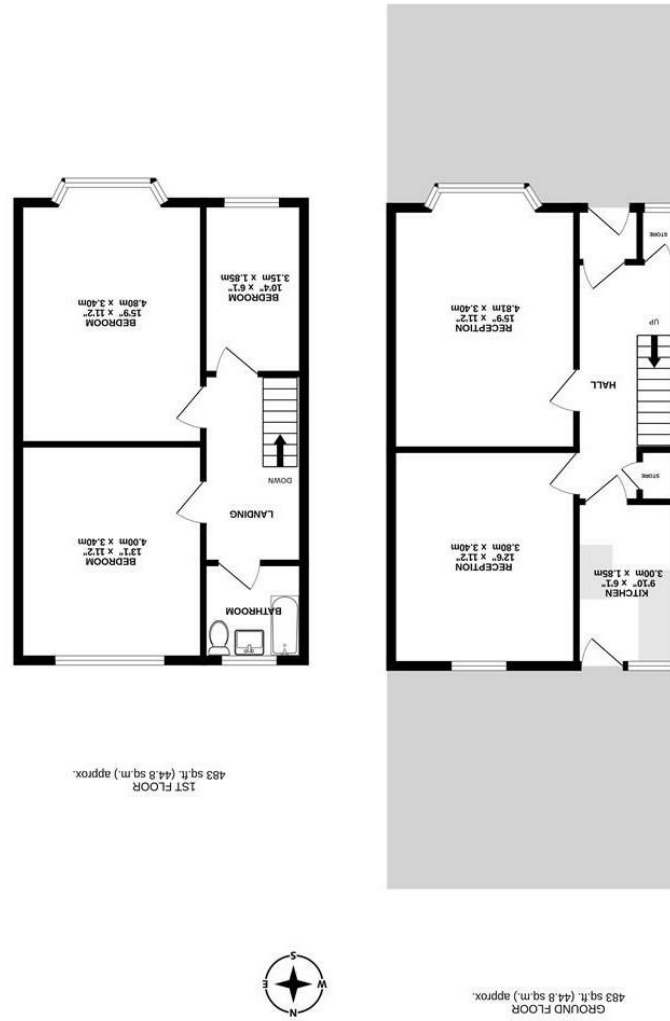 GROUND FLOOR
483 sq.ft. (44.8 sq.m.) approx.
KITCHEN
9'10" x 6'1"
3.00m x 1.85m
RECEPTION
12'6" x 11'2"
3.80m x 3.40m
STORE
HALL
UP
RECEPTION
15'9" x 11'2"
4.81m x 3.40m
STORE
N
W
E
S
1ST FLOOR
483 sq.ft. (44.8 sq.m.) approx.
BATHROOM
BEDROOM
13'1" x 11'2"
4.00m x 3.40m
LANDING
DOWN
BEDROOM
10'4" x 6'1"
3.15m x 1.85m
BEDROOM
15'9" x 11'2"
4.80m x 3.40m